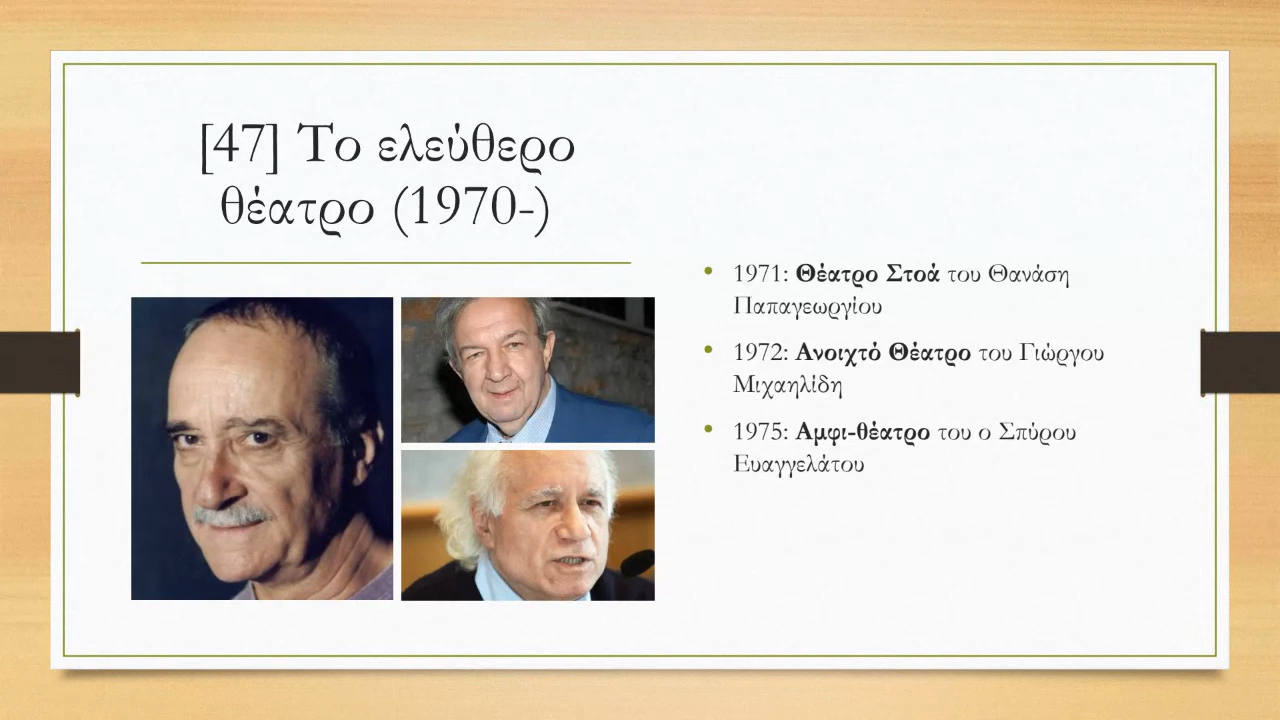 [47] Το ελεύθερο
θέατρο (1970-)
• 1971: Θέατρο Στοά του Θανάση
Παπαγεωργίου
• 1972: Ανοιχτό Θέατρο του Γιώργου
Μιχαηλίδη
• 1975: Αμφι-θέατρο του ο Σπύρου
Ευαγγελάτου